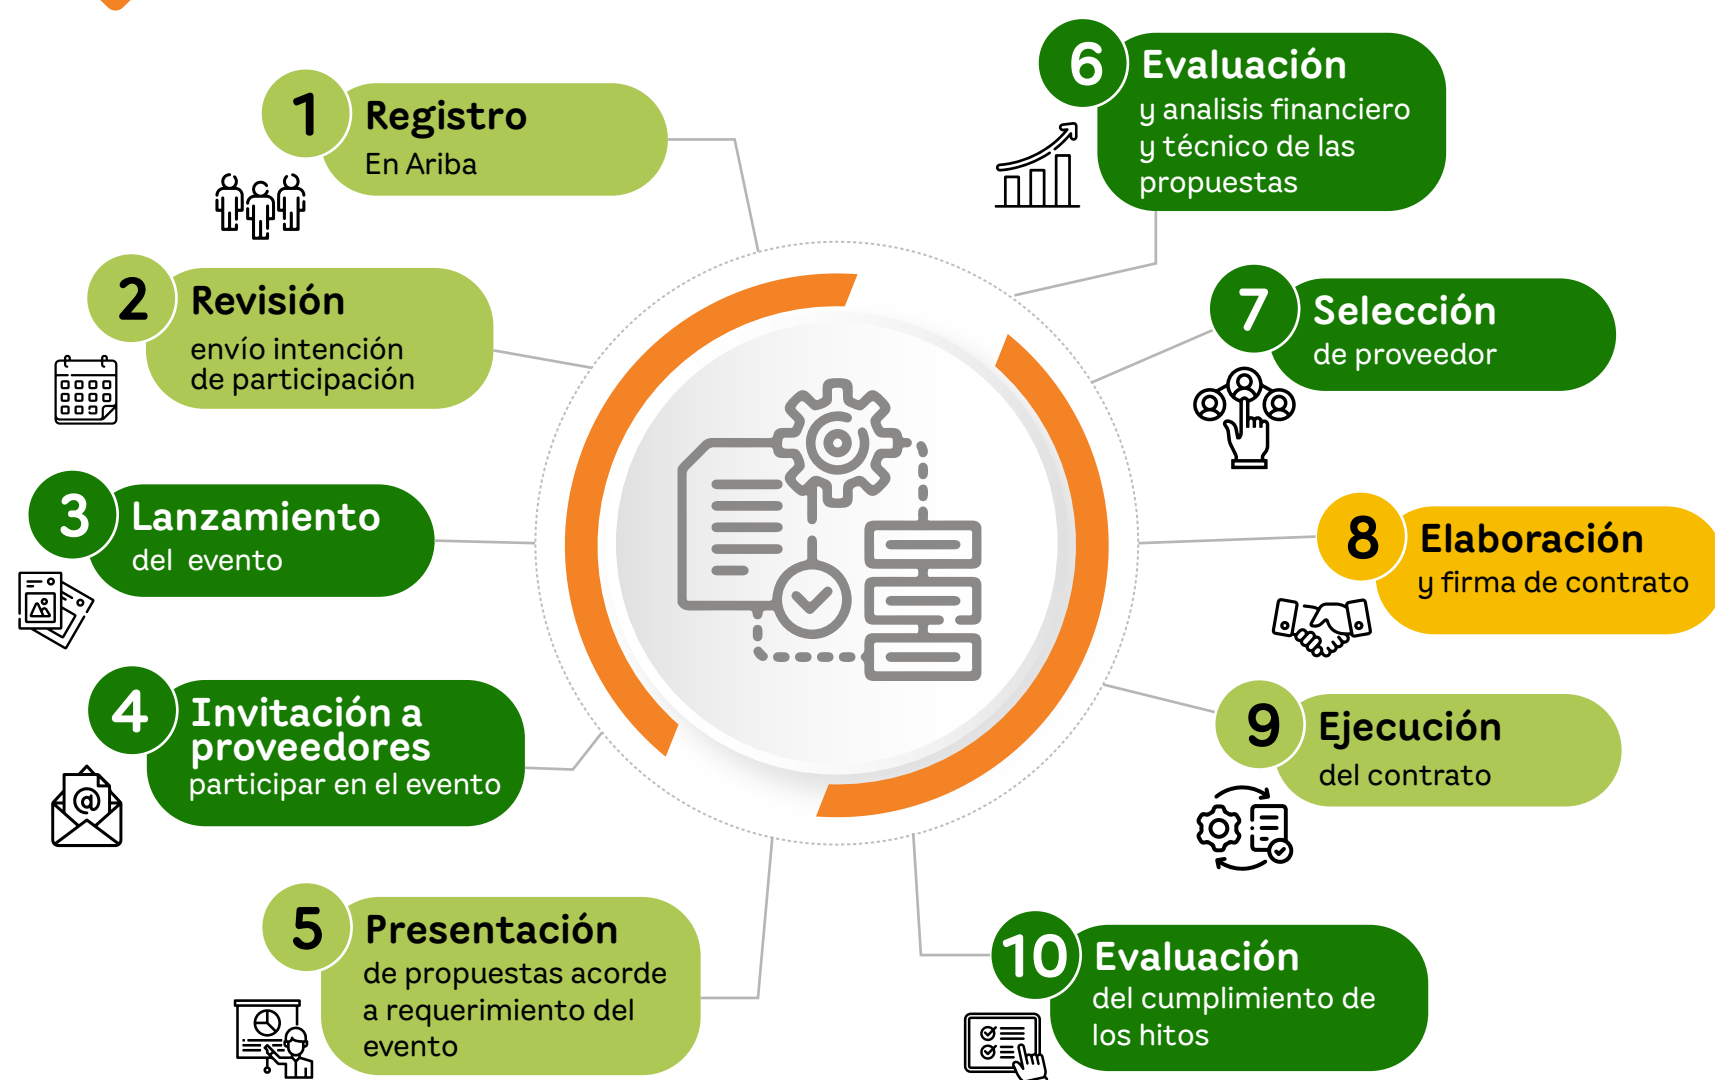 1
Registro
En Ariba
2
Revisión
envío intención
de participación
3
Lanzamiento
del evento
4
Invitación a
proveedores
participar en el evento
5
Presentación
de propuestas acorde
a requerimiento del
evento
6
Evaluación
y analisis financiero
y técnico de las
propuestas
7
Selección
de proveedor
8
Elaboración
y firma de contrato
9
Ejecución
del contrato
10
Evaluación
del cumplimiento de
los hitos